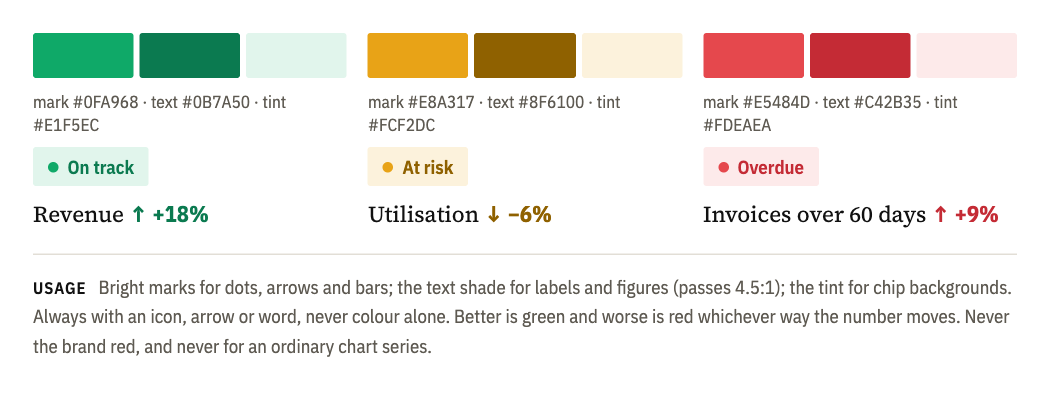 mark #0FA968 · text #0B7A50 · tint
#E1F5EC
On track
Revenue ↑ +18%
mark #E8A317 · text #8F6100 · tint
#FCF2DC
At risk
Utilisation ↓ −6%
mark #E5484D · text #C42B35 · tint
#FDEAEA
Overdue
Invoices over 60 days ↑ +9%
USAGE Bright marks for dots, arrows and bars; the text shade for labels and figures (passes 4.5:1); the tint for chip backgrounds.
Always with an icon, arrow or word, never colour alone. Better is green and worse is red whichever way the number moves. Never
the brand red, and never for an ordinary chart series.